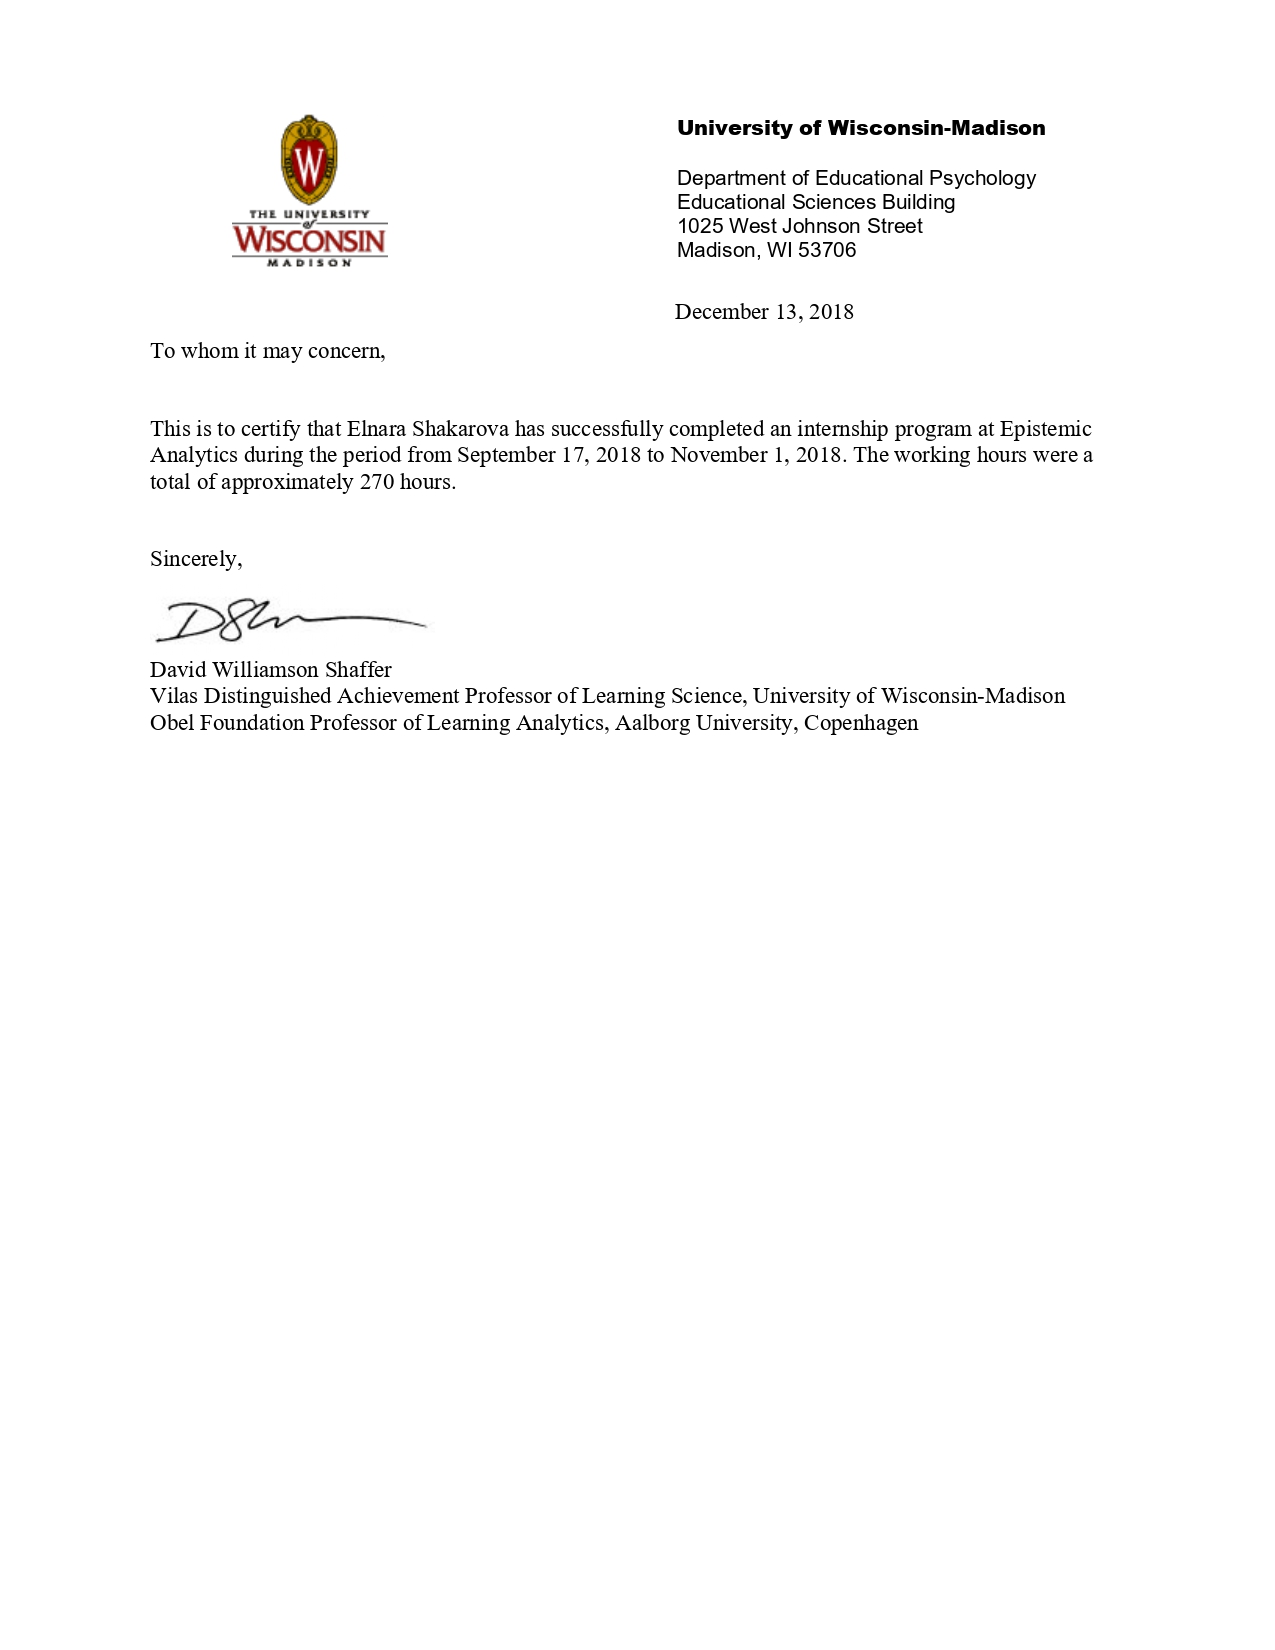 W
THE UNIVERSITY
of
WISCONSIN
MADISON
University of Wisconsin-Madison
Department of Educational Psychology
Educational Sciences Building
1025 West Johnson Street
Madison, WI 53706
December 13, 2018
To whom it may concern,
This is to certify that Elnara Shakarova has successfully completed an internship program at Epistemic
Analytics during the period from September 17, 2018 to November 1, 2018. The working hours were a
total of approximately 270 hours.
Sincerely,
David Williamson Shaffer
Vilas Distinguished Achievement Professor of Learning Science, University of Wisconsin-Madison
Obel Foundation Professor of Learning Analytics, Aalborg University, Copenhagen